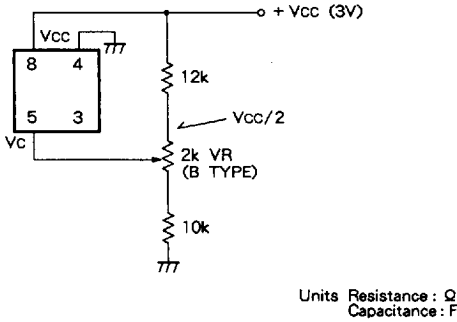 + VCC (3V)
VCC
8 4
12k
5 3
VCC/2
VC
2k VR
(B TYPE)
10k
Units Resistance : Ω
Capacitance : F